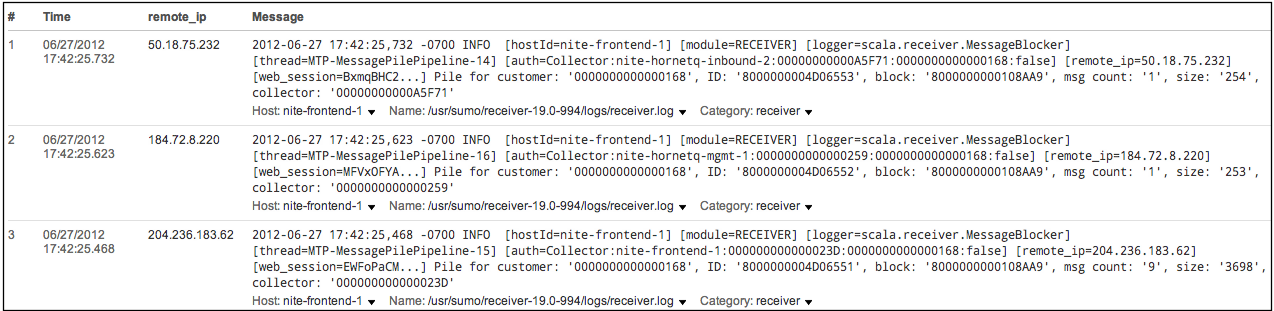 # Time remote_ip Message
1 06/27/2012 50.18.75.232 2012-06-27 17:42:25,732 -0700 INFO [hostId=nite-frontend-1] [module=RECEIVER] [logger=scala.receiver.MessageBlocker]
17:42:25.732 [thread=MTP-MessagePilePipeline-14] [auth=Collector:nite-hornetq-inbound-2:00000000000A5F71:0000000000000168:false] [remote_ip=50.18.75.232]
[web_session=BxmqBHC2...] Pile for customer: '0000000000000168', ID: '8000000004D06553', block: '8000000000108AA9', msg count: '1', size: '254',
collector: '00000000000A5F71'
Host: nite-frontend-1 Name: /usr/sumo/receiver-19.0-994/logs/receiver.log Category: receiver
2 06/27/2012 184.72.8.220 2012-06-27 17:42:25,623 -0700 INFO [hostId=nite-frontend-1] [module=RECEIVER] [logger=scala.receiver.MessageBlocker]
17:42:25.623 [thread=MTP-MessagePilePipeline-16] [auth=Collector:nite-hornetq-mgmt-1:0000000000000259:0000000000000168:false] [remote_ip=184.72.8.220]
[web_session=MFVxOFYA...] Pile for customer: '0000000000000168', ID: '8000000004D06552', block: '8000000000108AA9', msg count: '1', size: '253',
collector: '0000000000000259'
Host: nite-frontend-1 Name: /usr/sumo/receiver-19.0-994/logs/receiver.log Category: receiver
3 06/27/2012 204.236.183.62 2012-06-27 17:42:25,468 -0700 INFO [hostId=nite-frontend-1] [module=RECEIVER] [logger=scala.receiver.MessageBlocker]
17:42:25.468 [thread=MTP-MessagePilePipeline-15] [auth=Collector:nite-frontend-1:000000000000023D:0000000000000168:false] [remote_ip=204.236.183.62]
[web_session=EWFoPaCM...] Pile for customer: '0000000000000168', ID: '8000000004D06551', block: '8000000000108AA9', msg count: '9', size: '3698',
collector: '000000000000023D'
Host: nite-frontend-1 Name: /usr/sumo/receiver-19.0-994/logs/receiver.log Category: receiver